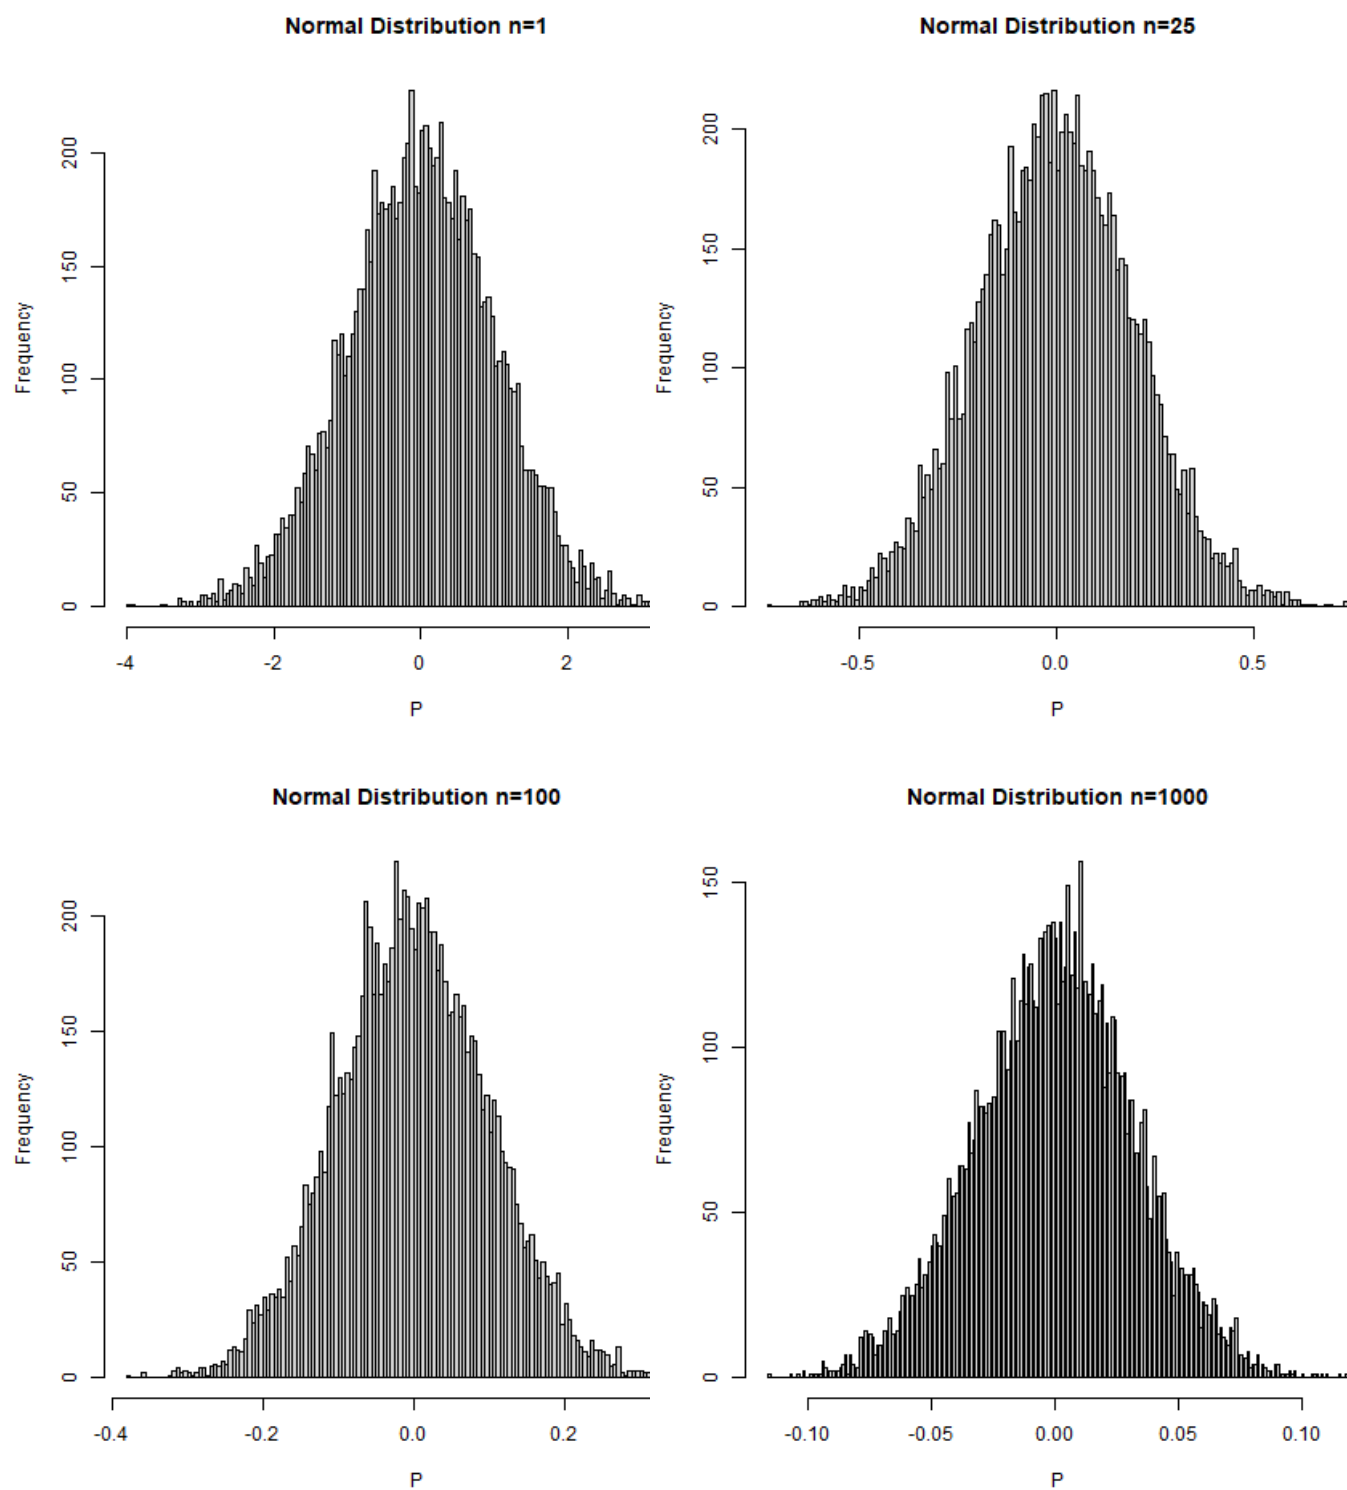 Normal Distribution n=1
Frequency
200
150
100
50
0
-4 -2 0 2
P
Normal Distribution n=25
Frequency
200
150
100
50
0
-0.5 0.0 0.5
P
Normal Distribution n=100
Frequency
200
150
100
50
0
-0.4 -0.2 0.0 0.2
P
Normal Distribution n=1000
Frequency
150
100
50
0
-0.10 -0.05 0.00 0.05 0.10
P